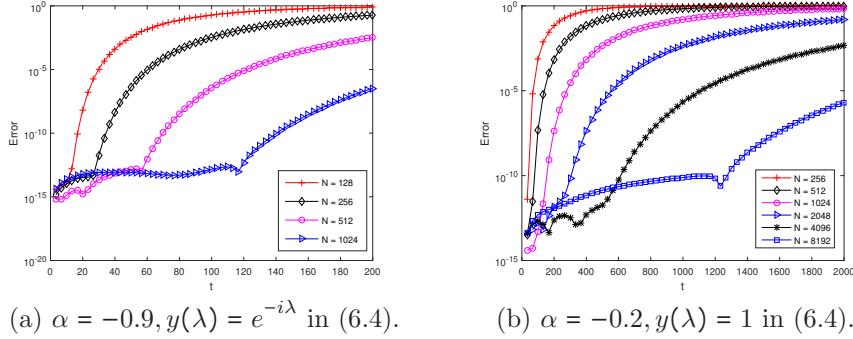 10^0
10^{-5}
10^{-10}
10^{-15}
10^{-20}
Error
0 20 40 60 80 100 120 140 160 180 200
t
N = 128
N = 256
N = 512
N = 1024
10^0
10^{-5}
10^{-10}
10^{-15}
Error
0 200 400 600 800 1000 1200 1400 1600 1800 2000
t
N = 256
N = 512
N = 1024
N = 2048
N = 4096
N = 8192
(a) α = −0.9, y(λ) = e^{−iλ} in (6.4).
(b) α = −0.2, y(λ) = 1 in (6.4).